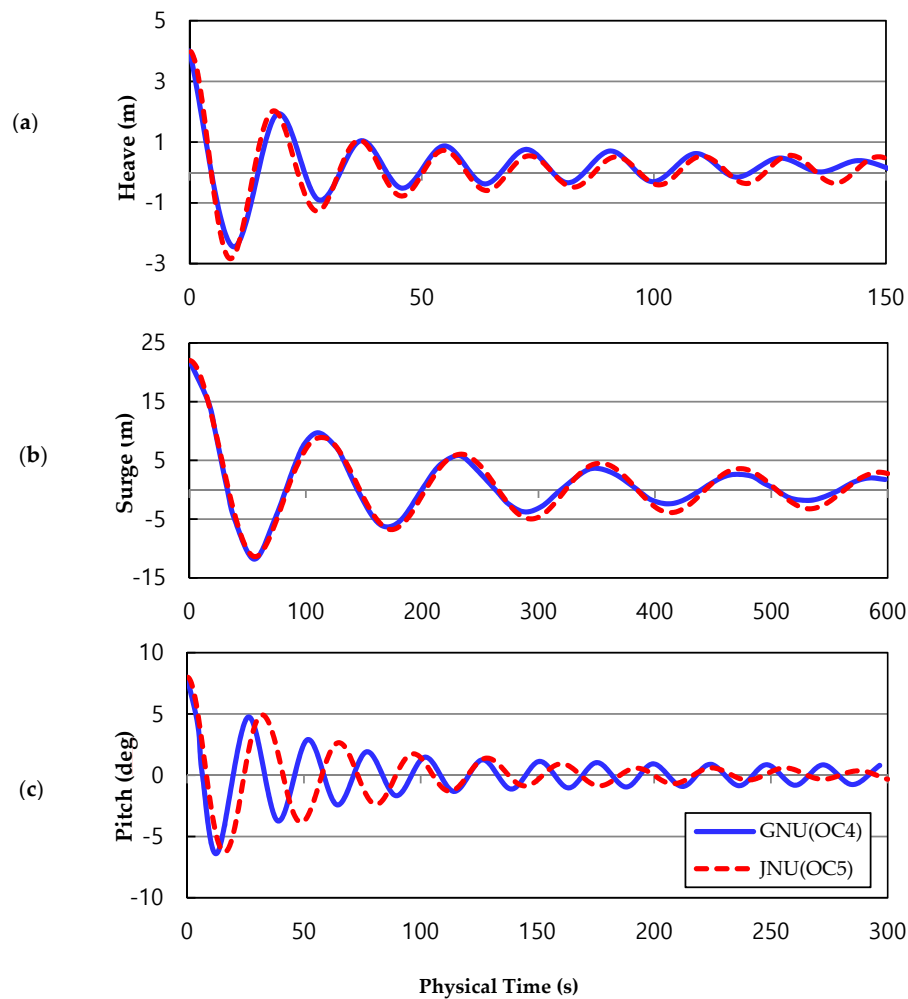 (a)
Heave (m)
5
3
1
-1
-3
0 50 100 150
(b)
Surge (m)
25
15
5
-5
-15
0 100 200 300 400 500 600
(c)
Pitch (deg)
10
5
0
-5
-10
GNU(OC4)
JNU(OC5)
0 50 100 150 200 250 300
Physical Time (s)